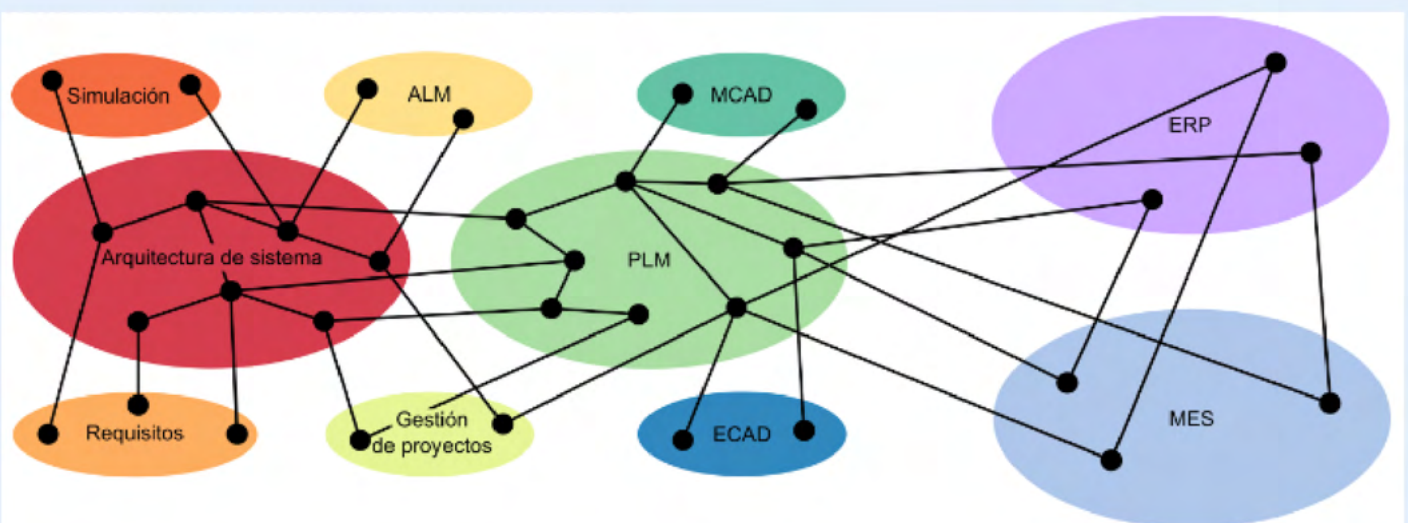 Simulación
ALM
MCAD
ERP
Arquitectura de sistema
PLM
Requisitos
Gestión
de proyectos
ECAD
MES